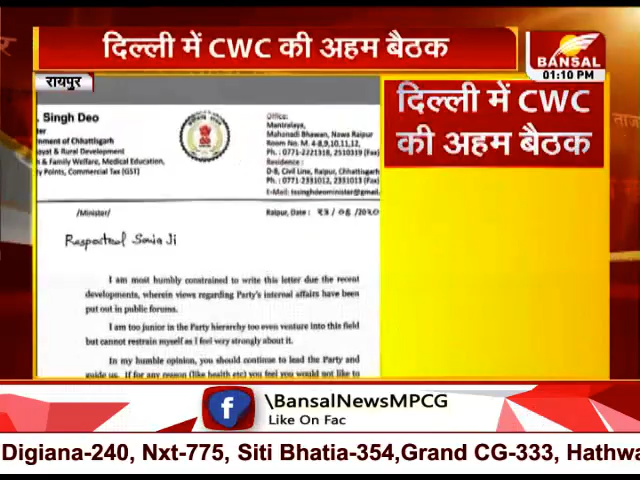 दिल्ली में CWC की अहम बैठक
BANSAL
01:10 PM
रायपुर
दिल्ली में CWC
की अहम बैठक
. Singh Deo
ter
nment of Chhattisgarh
ayat & Rural Development
h & Family Welfare, Medical Education,
y Points, Commercial Tax (GST)
Office:
Mantralaya,
Mahanadi Bhawan, Nawa Raipur
Room No. M-4-8,9,10,11,12,
Ph. : 0771-2221318, 2510319 (Fax)
Residence :
D-8, Civil Line, Raipur, Chhattisgarh
Ph.: 0771-2331012, 2331013 (Fax)
E-Mail: tssinghdeominister@gmail.
/Minister/
Raipur, Date : 23/08/2020
Respected Sonia Ji
I am most humbly constrained to write this letter due the recent
developments, wherein views regarding Party's internal affairs have been
put out in public forums.
I am too junior in the Party hierarchy too even venture into this field
but cannot restrain myself as I feel very strongly about it.
In my humble opinion, you should continue to lead the Party and
guide us. If for any reason (like health etc) you feel you would not like to
\BansalNewsMPCG
Like On Fac
Digiana-240, Nxt-775, Siti Bhatia-354,Grand CG-333, Hathwa